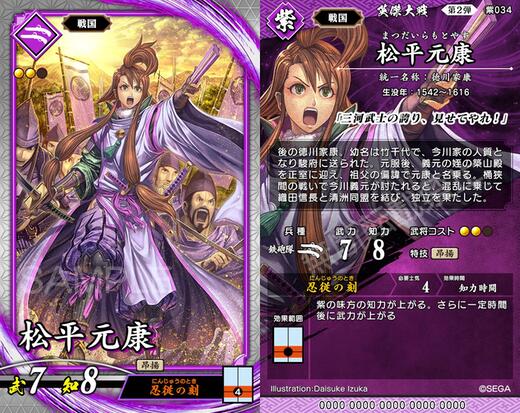 戦国
SAMPLE
松平元康
昂揚
武7 知8
にんじゅうのとき
忍従の刻
4
紫
戦国
英傑大戦
第2弾
紫034
まつだいらもとやす
松平元康
統一名称：徳川家康
生没年：1542～1616
「三河武士の誇り、見せてやれ！」
後の徳川家康。幼名は竹千代で、今川家の人質と
なり駿府に送られた。元服後、義元の姪の築山殿
を正室に迎え、祖父の偏諱で元康と名乗る。桶狭
間の戦いで今川義元が討たれると、混乱に乗じて
織田信長と清洲同盟を結び、独立を果たした。
兵種 武力 知力 武将コスト
鉄炮隊 7 8 特技 昂揚
にんじゅうのとき 必要士気 効果時間
忍従の刻 4 知力時間
効果範囲
紫の味方の知力が上がる。さらに一定時間
後に武力が上がる
Illustration:Daisuke Izuka
©SEGA
0000 0000 0000 0000 0000